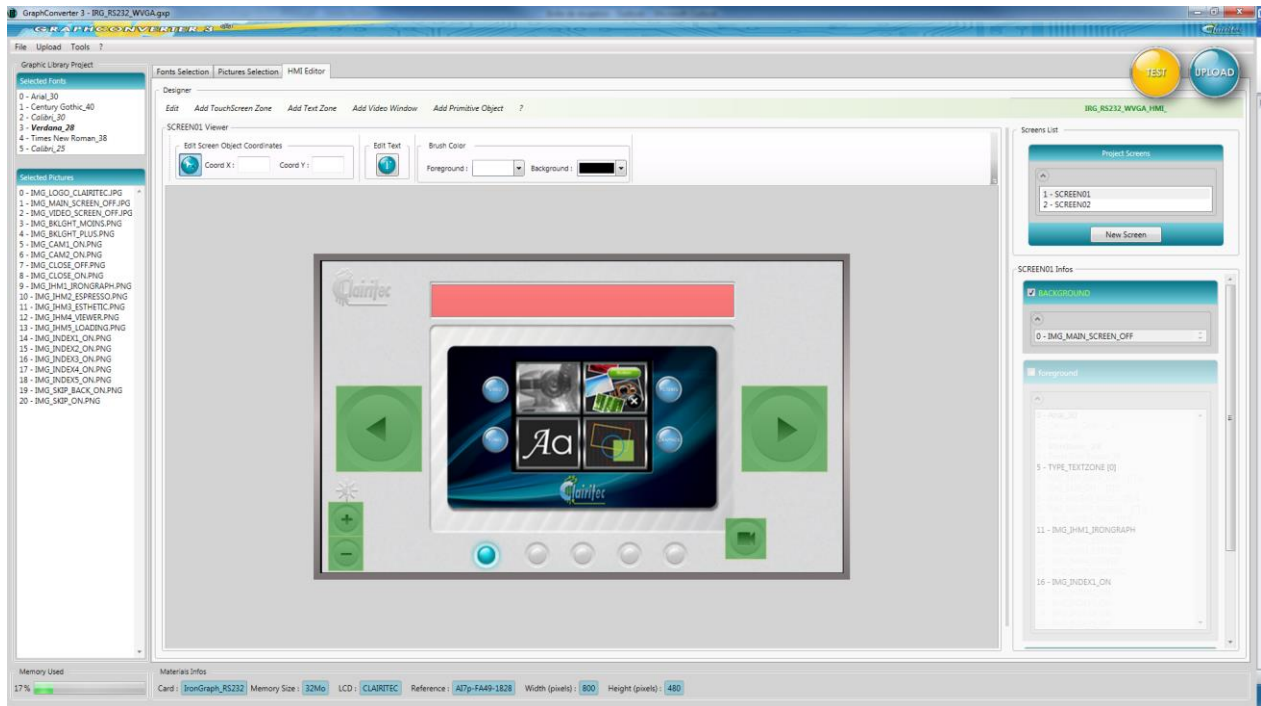 GraphConverter 3 - IRG_RS232_WVGA.gxp
GRAPHCONVERTER 3
Clairitec
File Upload Tools ?
TEST
UPLOAD
Graphic Library Project
Selected Fonts
0 - Arial_30
1 - Century Gothic_40
2 - Calibri_30
3 - Verdana_28
4 - Times New Roman_38
5 - Calibri_25
Selected Pictures
0 - IMG_LOGO_CLAIRITEC.JPG
1 - IMG_MAIN_SCREEN_OFF.JPG
2 - IMG_VIDEO_SCREEN_OFF.JPG
3 - IMG_BKLGHT_MOINS.PNG
4 - IMG_BKLGHT_PLUS.PNG
5 - IMG_CAM1_ON.PNG
6 - IMG_CAM2_ON.PNG
7 - IMG_CLOSE_OFF.PNG
8 - IMG_CLOSE_ON.PNG
9 - IMG_IHM1_IRONGRAPH.PNG
10 - IMG_IHM2_ESPRESSO.PNG
11 - IMG_IHM3_ESTHETIC.PNG
12 - IMG_IHM4_VIEWER.PNG
13 - IMG_IHM5_LOADING.PNG
14 - IMG_INDEX1_ON.PNG
15 - IMG_INDEX2_ON.PNG
16 - IMG_INDEX3_ON.PNG
17 - IMG_INDEX4_ON.PNG
18 - IMG_INDEX5_ON.PNG
19 - IMG_SKIP_BACK_ON.PNG
20 - IMG_SKIP_ON.PNG
Memory Used
17 %
Fonts Selection Pictures Selection HMI Editor
Designer
Edit Add TouchScreen Zone Add Text Zone Add Video Window Add Primitive Object ?
IRG_RS232_WVGA_HMI_
SCREEN01 Viewer
Edit Screen Object Coordinates
Coord X : Coord Y :
Edit Text
Brush Color
Foreground : Background :
Clairitec
Aa
Clairitec
Screens List
Project Screens
1 - SCREEN01
2 - SCREEN02
New Screen
SCREEN01 Infos
BACKGROUND
0 - IMG_MAIN_SCREEN_OFF
Foreground
0 - Arial_30
5 - TYPE_TEXTZONE [0]
11 - IMG_IHM1_IRONGRAPH
16 - IMG_INDEX1_ON
Materials Infos
Card : IronGraph_RS232 Memory Size : 32Mo LCD : CLAIRITEC Reference : AI7p-FA49-1828 Width (pixels) : 800 Height (pixels) : 480